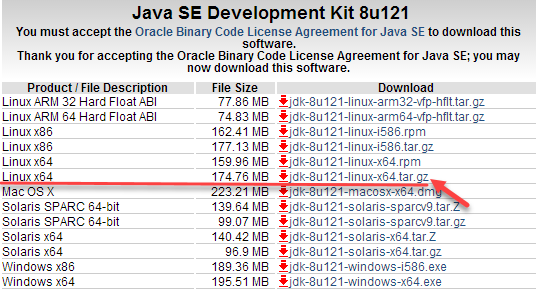 Java SE Development Kit 8u121
You must accept the Oracle Binary Code License Agreement for Java SE to download this
software.
Thank you for accepting the Oracle Binary Code License Agreement for Java SE; you may
now download this software.
Product / File Description File Size Download
Linux ARM 32 Hard Float ABI 77.86 MB jdk-8u121-linux-arm32-vfp-hflt.tar.gz
Linux ARM 64 Hard Float ABI 74.83 MB jdk-8u121-linux-arm64-vfp-hflt.tar.gz
Linux x86 162.41 MB jdk-8u121-linux-i586.rpm
Linux x86 177.13 MB jdk-8u121-linux-i586.tar.gz
Linux x64 159.96 MB jdk-8u121-linux-x64.rpm
Linux x64 174.76 MB jdk-8u121-linux-x64.tar.gz
Mac OS X 223.21 MB jdk-8u121-macosx-x64.dmg
Solaris SPARC 64-bit 139.64 MB jdk-8u121-solaris-sparcv9.tar.Z
Solaris SPARC 64-bit 99.07 MB jdk-8u121-solaris-sparcv9.tar.gz
Solaris x64 140.42 MB jdk-8u121-solaris-x64.tar.Z
Solaris x64 96.9 MB jdk-8u121-solaris-x64.tar.gz
Windows x86 189.36 MB jdk-8u121-windows-i586.exe
Windows x64 195.51 MB jdk-8u121-windows-x64.exe